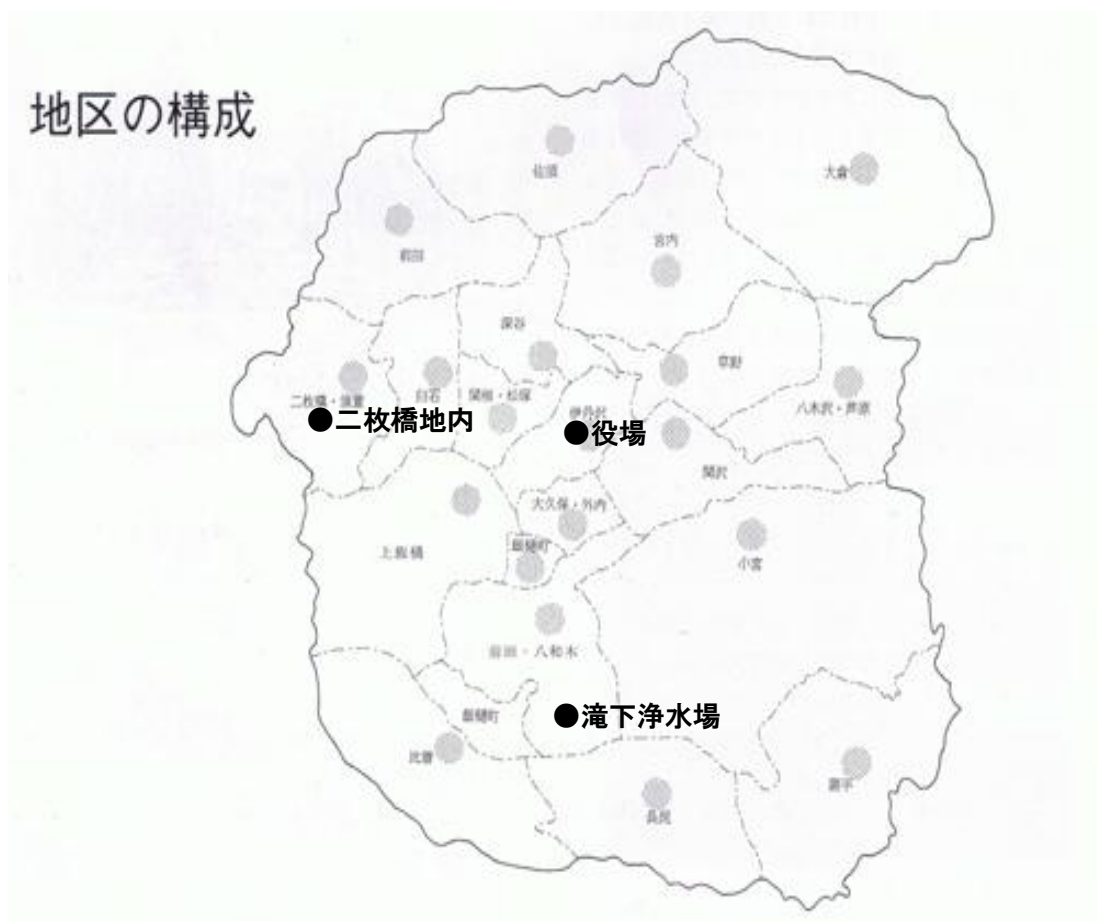 地区の構成
佐須
大倉
前田
宮内
深谷
草野
二枚橋・須萱
白石
関根・松塚
八木沢・芦原
伊丹沢
●二枚橋地内
●役場
関沢
大久保・外内
飯樋町
上飯樋
小宮
前田・八和木
飯樋町
●滝下浄水場
比曽
蕨平
長泥